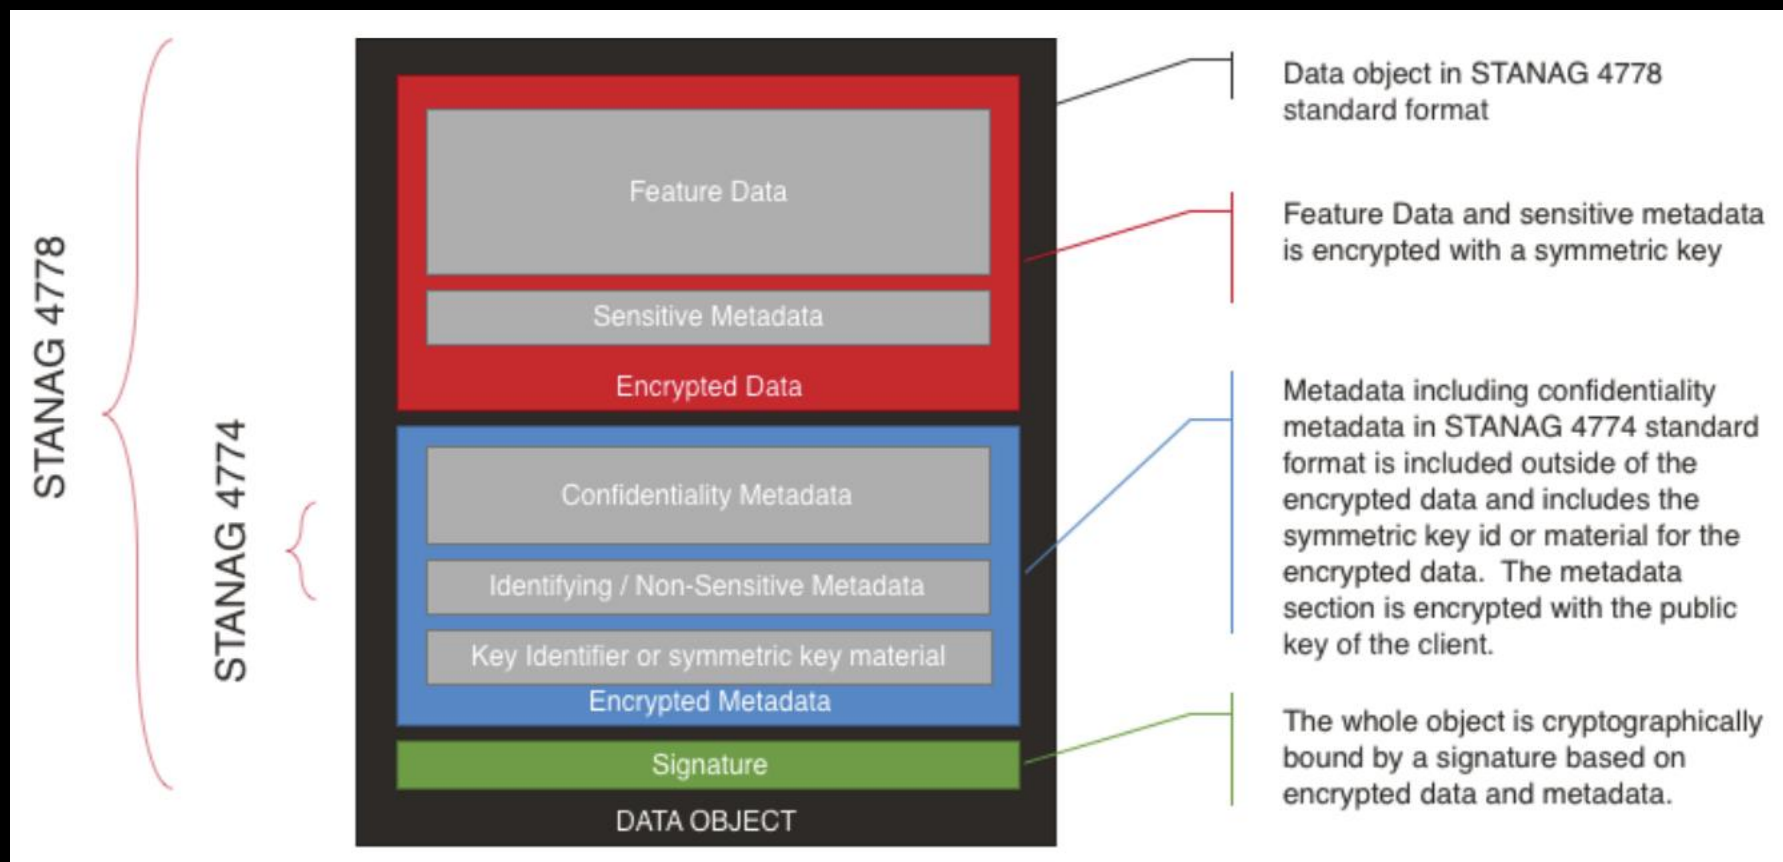 STANAG 4778
STANAG 4774
Feature Data
Sensitive Metadata
Encrypted Data
Confidentiality Metadata
Identifying / Non-Sensitive Metadata
Key Identifier or symmetric key material
Encrypted Metadata
Signature
DATA OBJECT
Data object in STANAG 4778
standard format
Feature Data and sensitive metadata
is encrypted with a symmetric key
Metadata including confidentiality
metadata in STANAG 4774 standard
format is included outside of the
encrypted data and includes the
symmetric key id or material for the
encrypted data. The metadata
section is encrypted with the public
key of the client.
The whole object is cryptographically
bound by a signature based on
encrypted data and metadata.